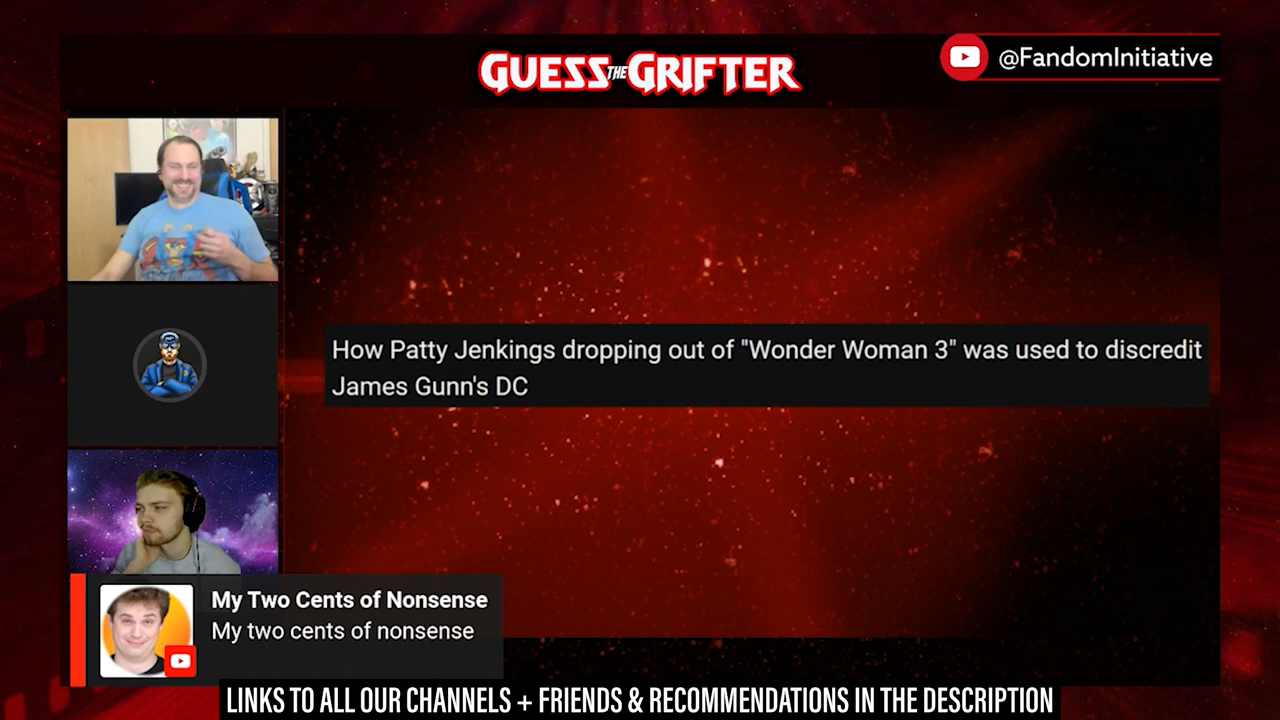 GUESS THE GRIFTER
@FandomInitiative
How Patty Jenkings dropping out of "Wonder Woman 3" was used to discredit
James Gunn's DC
My Two Cents of Nonsense
My two cents of nonsense
LINKS TO ALL OUR CHANNELS + FRIENDS & RECOMMENDATIONS IN THE DESCRIPTION